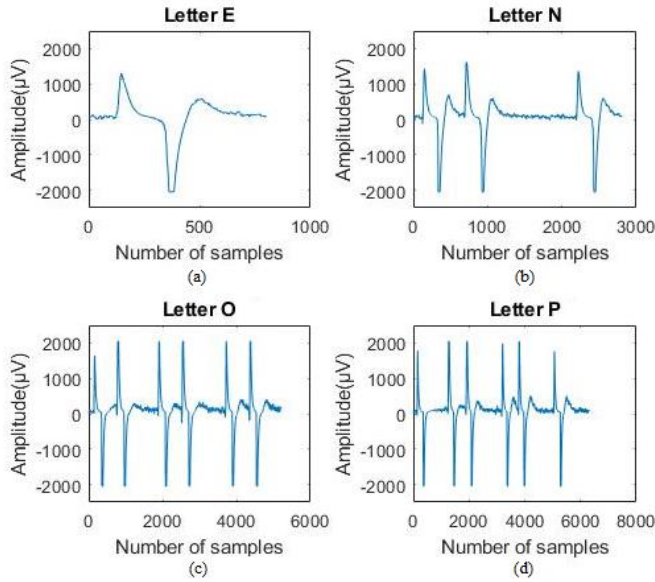 Letter E
Letter N
2000
1000
0
-1000
-2000
Amplitude(µV)
0
500
1000
Number of samples
(a)
2000
1000
0
-1000
-2000
Amplitude(µV)
0
1000
2000
3000
Number of samples
(b)
Letter O
Letter P
2000
1000
0
-1000
-2000
Amplitude(µV)
0
2000
4000
6000
Number of samples
(c)
2000
1000
0
-1000
-2000
Amplitude(µV)
0
2000
4000
6000
8000
Number of samples
(d)